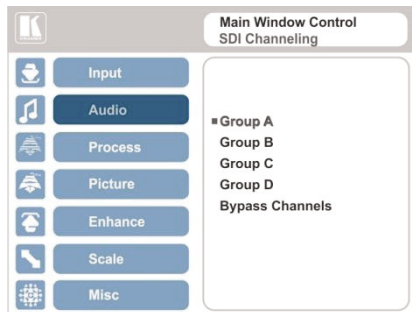 Main Window Control
SDI Channeling
Input
Audio
Process
Picture
Enhance
Scale
Misc
Group A
Group B
Group C
Group D
Bypass Channels